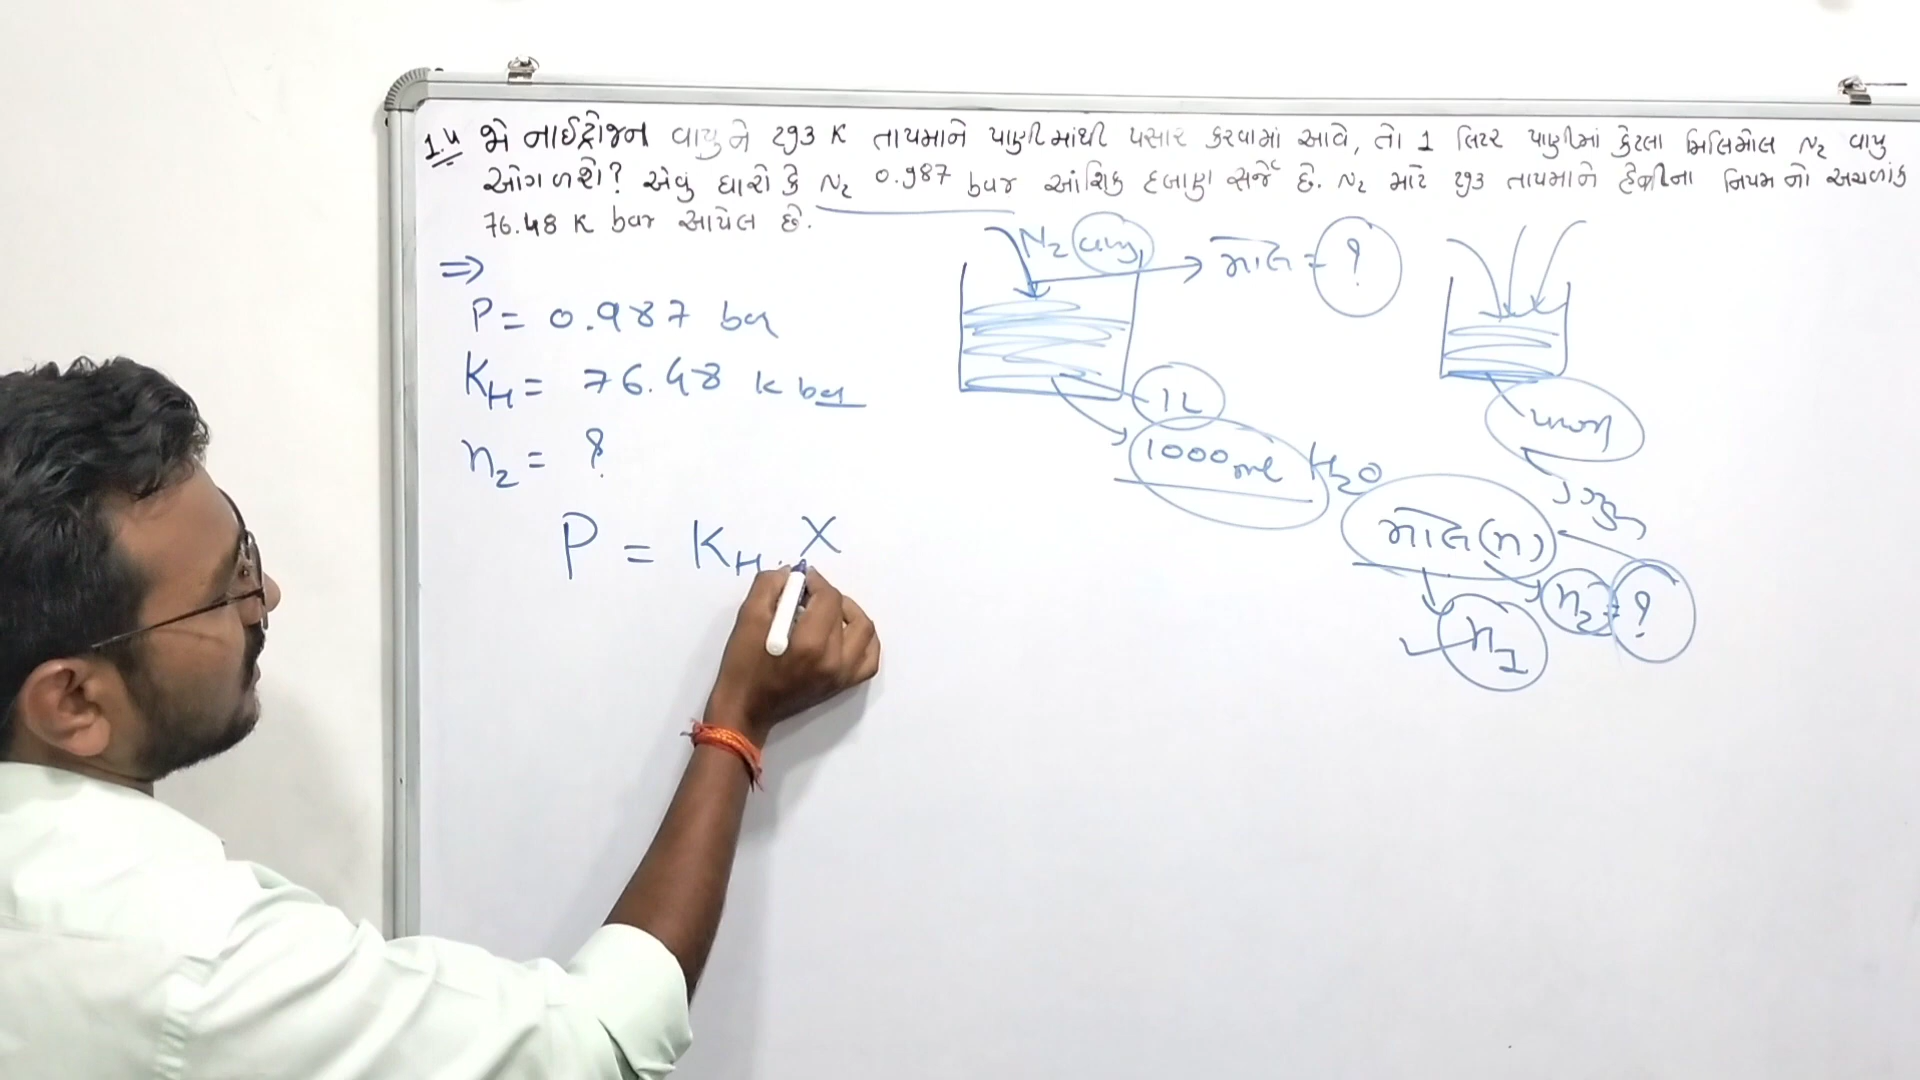 1.4 જો નાઈટ્રોજન વાયુને 293 K તાપમાને પાણીમાંથી પસાર કરવામાં આવે, તો 1 લિટર પાણીમાં કેટલા મિલિમોલ N2 વાયુ
ઓગળશે? એવું ધારો કે N2 0.987 bar આંશિક દબાણ સર્જે છે. N2 માટે 293 તાપમાને હેન્રીના નિયમ નો અચળાંક
76.48 K bar આપેલ છે.
⇒
N2 વાયુ → મોલ = ?
P = 0.987 bar
KH = 76.48 k bar
1L
1000 ml H2O
n2 = ?
મોલ(n)
P = KH . X
n2 = ?
n1